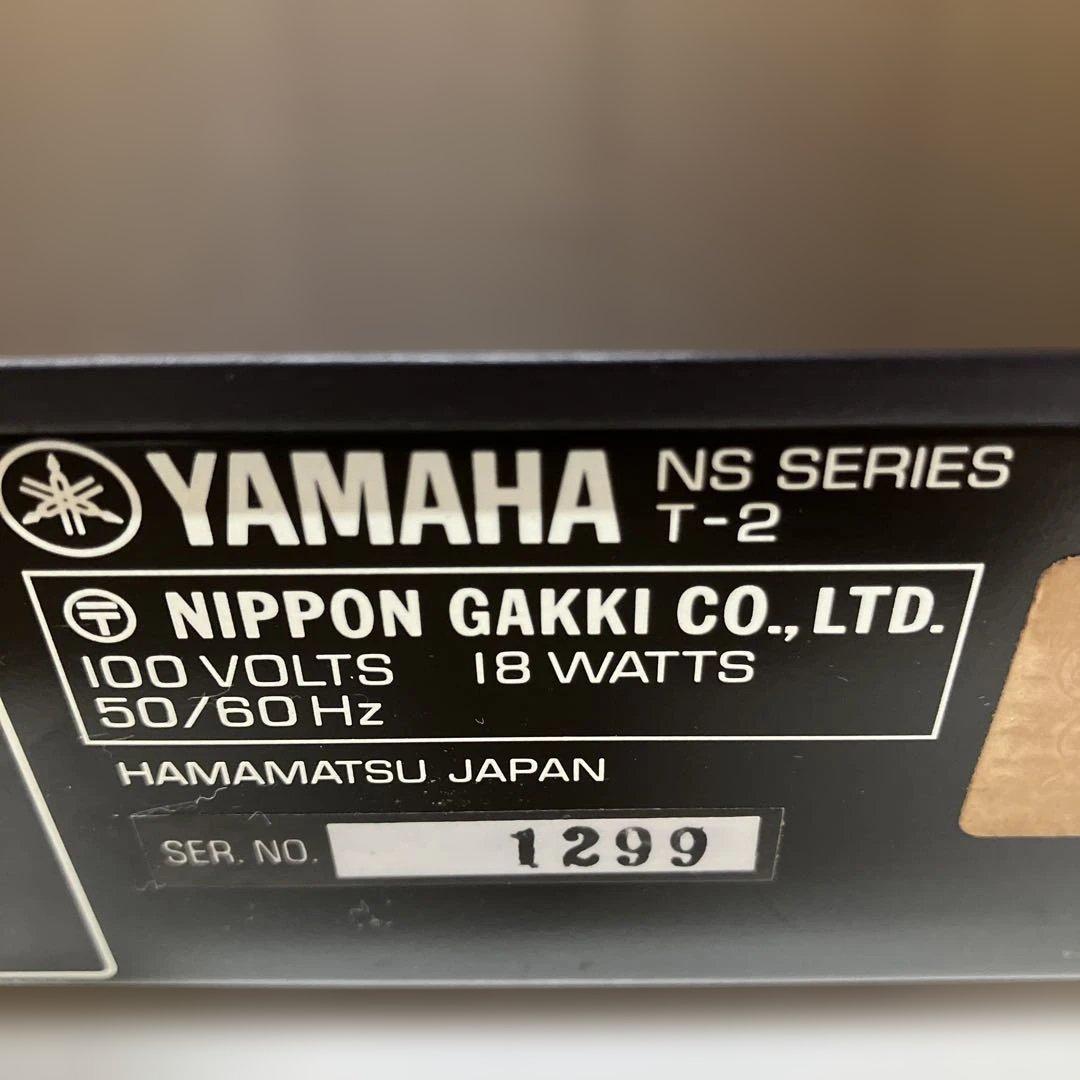 YAMAHA NS SERIES
T-2
〒 NIPPON GAKKI CO., LTD.
100 VOLTS 18 WATTS
50/60 Hz
HAMAMATSU JAPAN
SER. NO. 1299